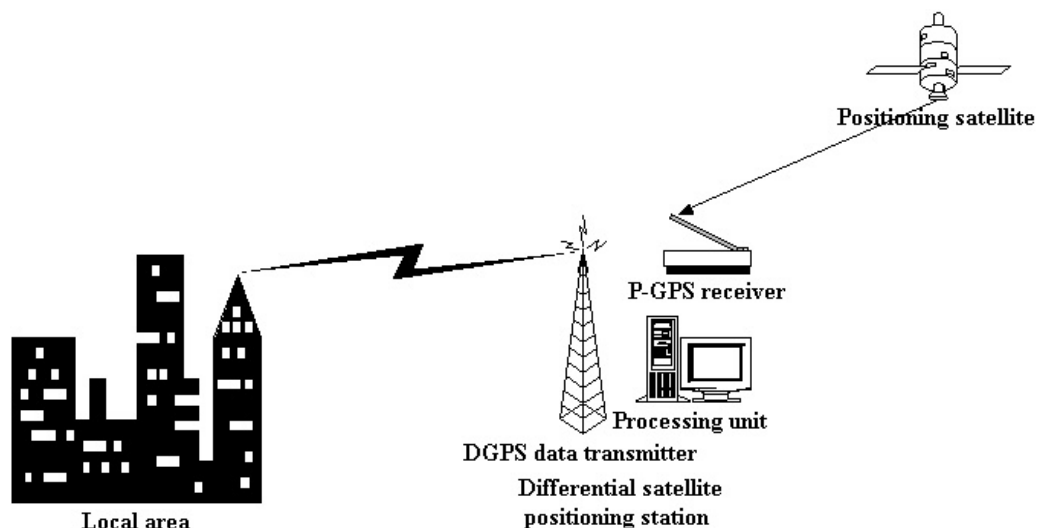 Positioning satellite
P-GPS receiver
Processing unit
DGPS data transmitter
Differential satellite
positioning station
Local area